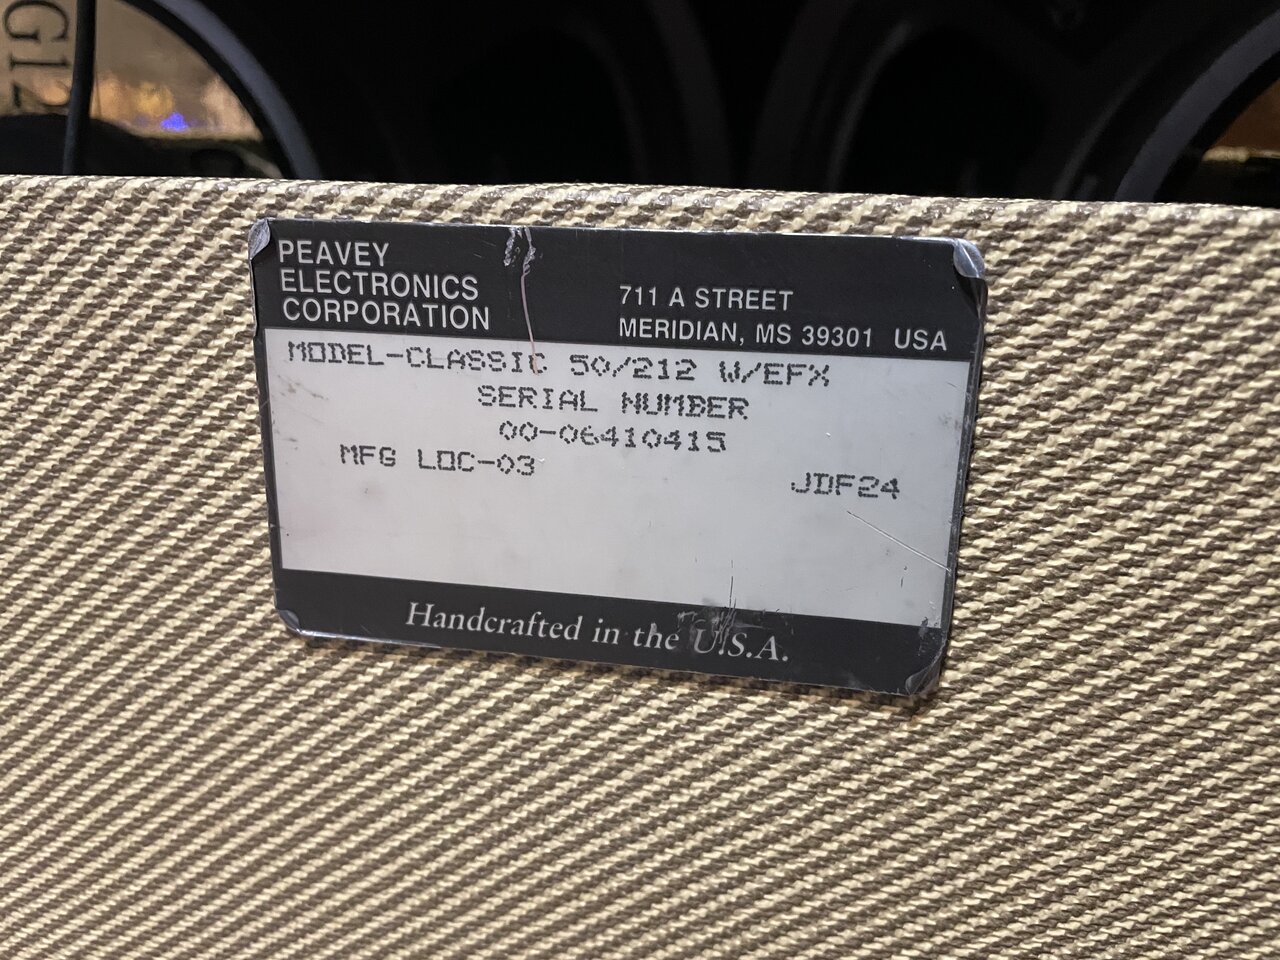 G12
PEAVEY
ELECTRONICS
CORPORATION
711 A STREET
MERIDIAN, MS 39301 USA
MODEL-CLASSIC 50/212 W/EFX
SERIAL NUMBER
00-06410415
MFG LOC-03
JDF24
Handcrafted in the U.S.A.